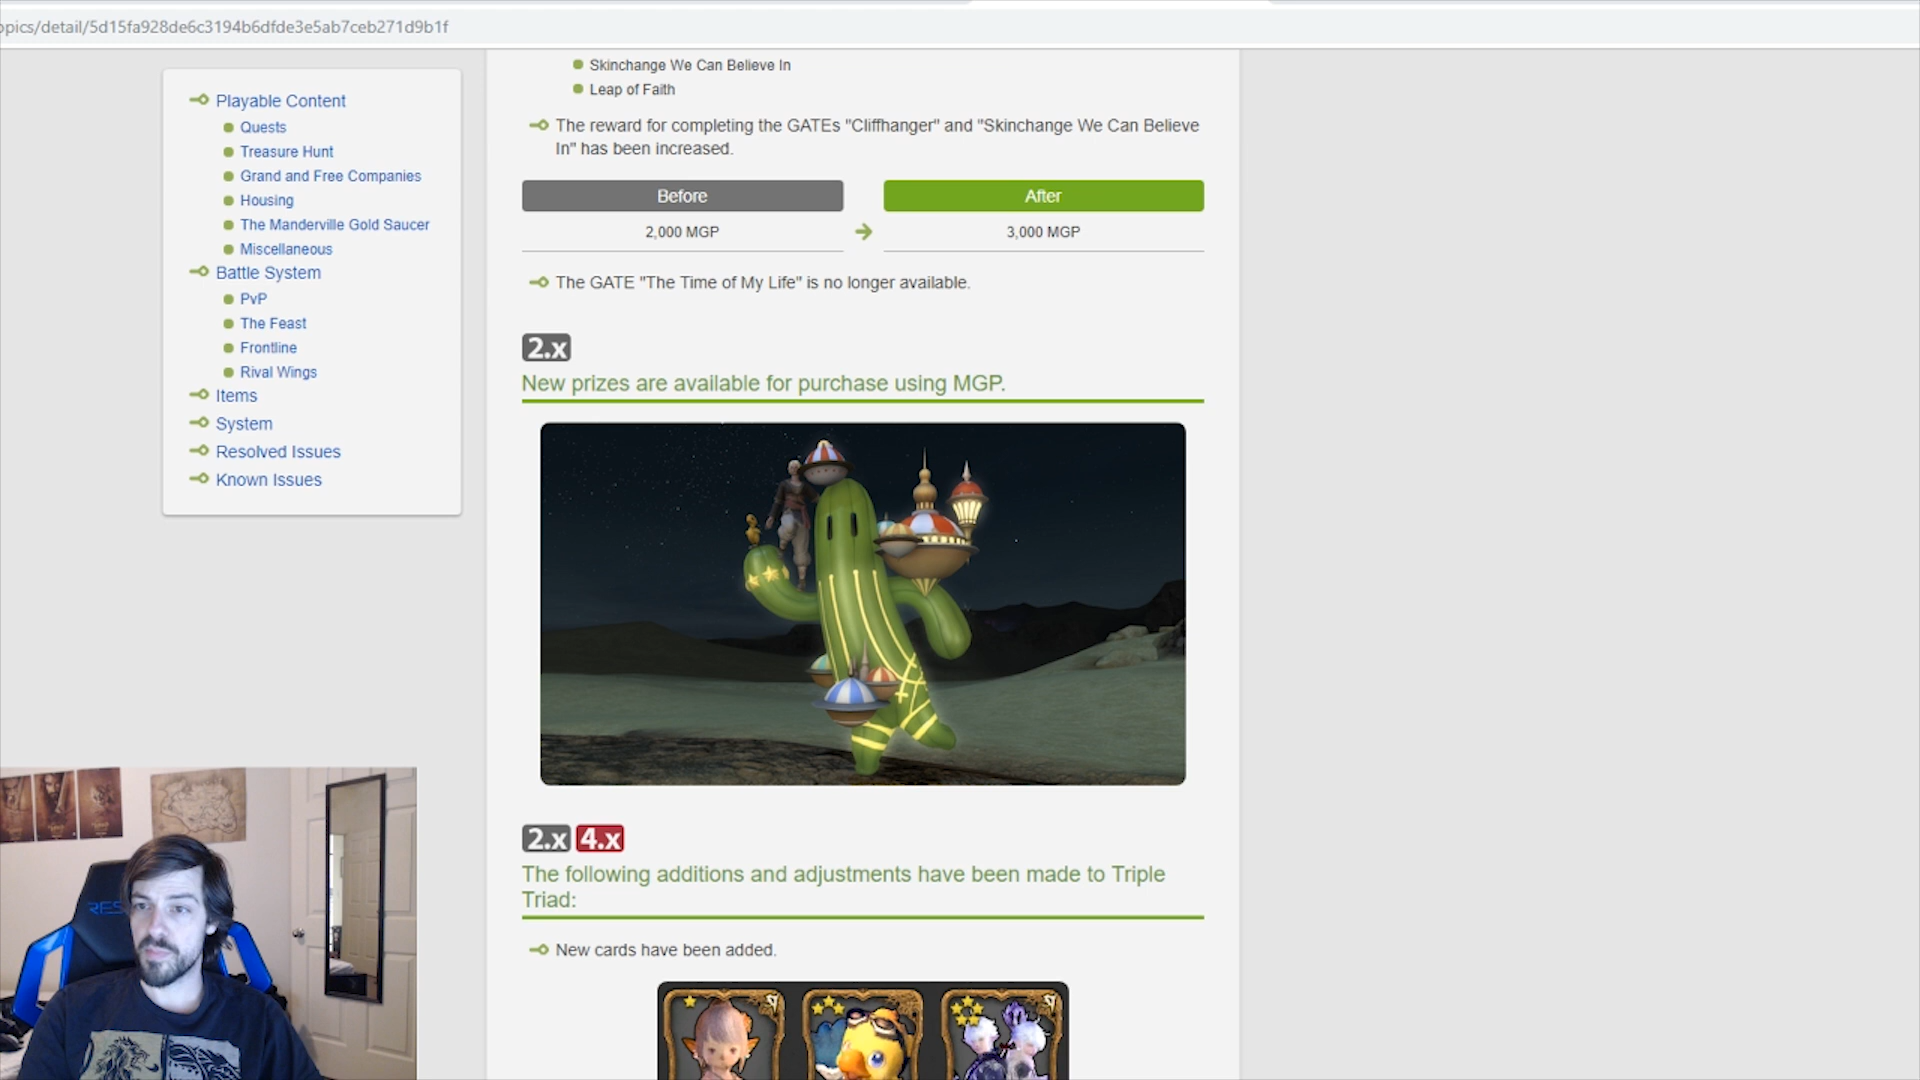 opics/detail/5d15fa928de6c3194b6dfde3e5ab7ceb271d9b1f
Playable Content
Quests
Treasure Hunt
Grand and Free Companies
Housing
The Manderville Gold Saucer
Miscellaneous
Battle System
PvP
The Feast
Frontline
Rival Wings
Items
System
Resolved Issues
Known Issues
Skinchange We Can Believe In
Leap of Faith
The reward for completing the GATEs "Cliffhanger" and "Skinchange We Can Believe
In" has been increased.
Before
After
2,000 MGP
3,000 MGP
The GATE "The Time of My Life" is no longer available.
2.x
New prizes are available for purchase using MGP.
2.x 4.x
The following additions and adjustments have been made to Triple
Triad:
New cards have been added.